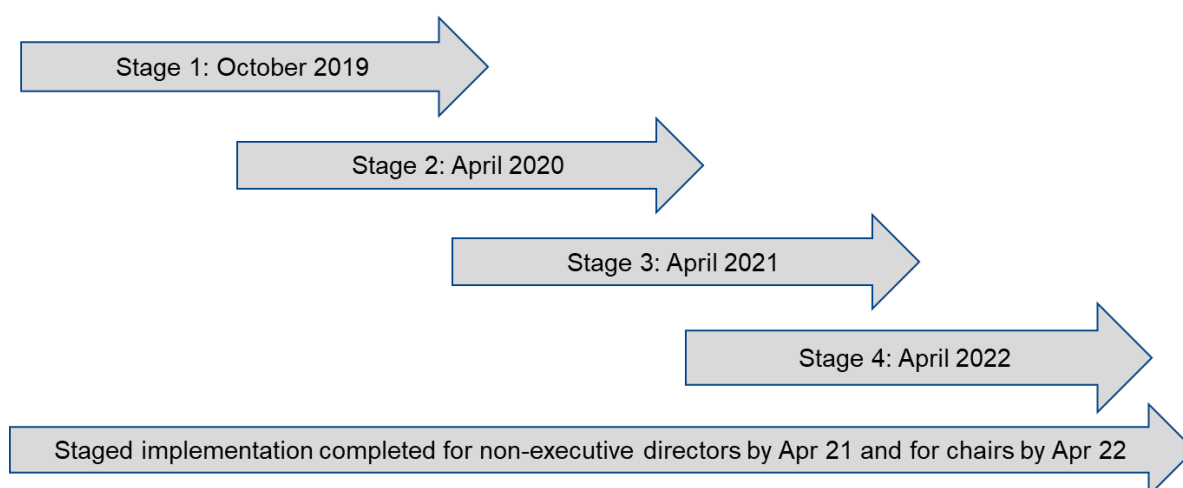 Stage 1: October 2019
Stage 2: April 2020
Stage 3: April 2021
Stage 4: April 2022
Staged implementation completed for non-executive directors by Apr 21 and for chairs by Apr 22